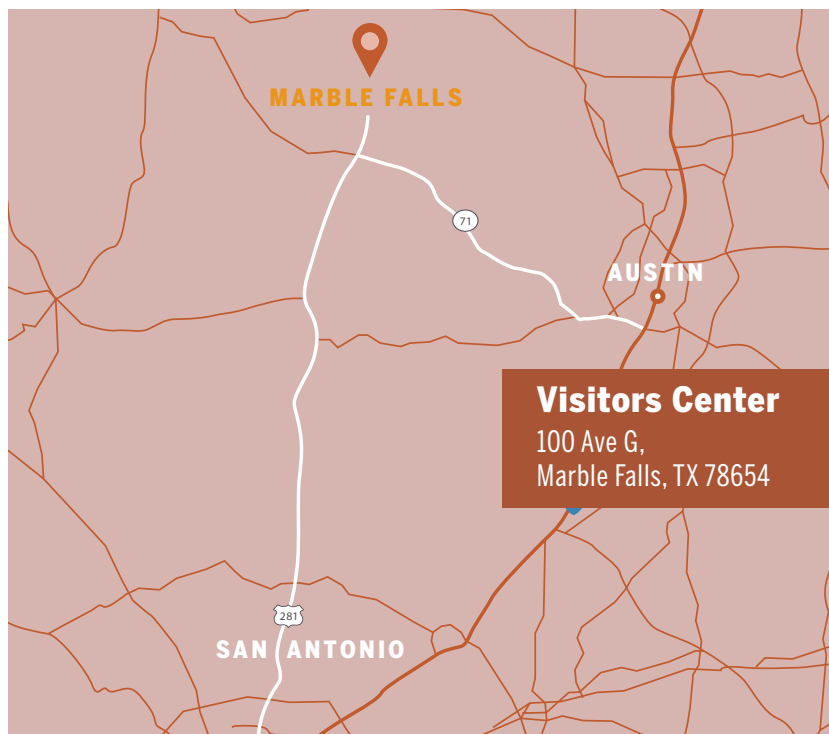 MARBLE FALLS
71
AUSTIN
Visitors Center
100 Ave G,
Marble Falls, TX 78654
281
SAN ANTONIO